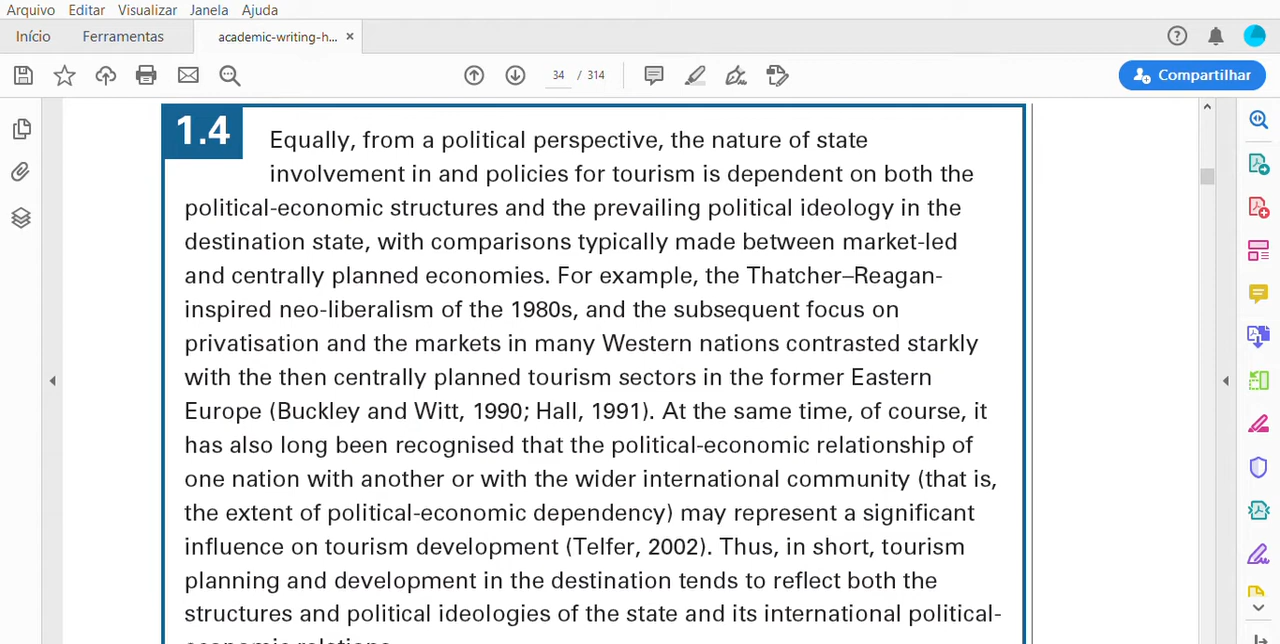 Arquivo Editar Visualizar Janela Ajuda
Início Ferramentas academic-writing-h... ×
34 / 314 Compartilhar
1.4 Equally, from a political perspective, the nature of state
involvement in and policies for tourism is dependent on both the
political-economic structures and the prevailing political ideology in the
destination state, with comparisons typically made between market-led
and centrally planned economies. For example, the Thatcher–Reagan-
inspired neo-liberalism of the 1980s, and the subsequent focus on
privatisation and the markets in many Western nations contrasted starkly
with the then centrally planned tourism sectors in the former Eastern
Europe (Buckley and Witt, 1990; Hall, 1991). At the same time, of course, it
has also long been recognised that the political-economic relationship of
one nation with another or with the wider international community (that is,
the extent of political-economic dependency) may represent a significant
influence on tourism development (Telfer, 2002). Thus, in short, tourism
planning and development in the destination tends to reflect both the
structures and political ideologies of the state and its international political-
economic relations.